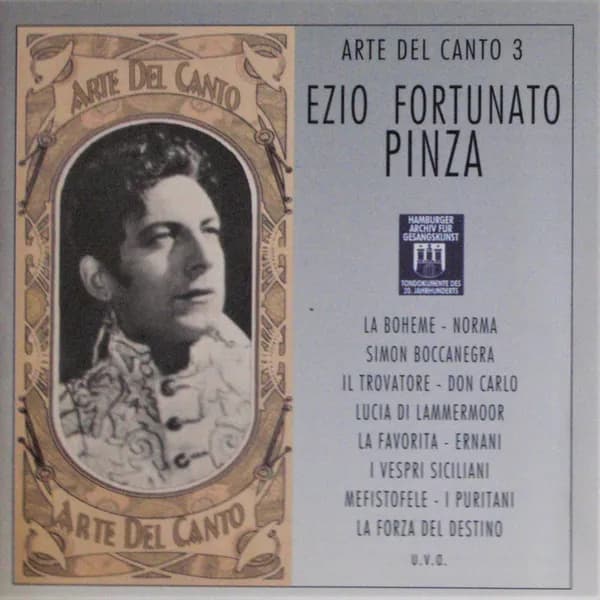 ARTE DEL CANTO
ARTE DEL CANTO
ARTE DEL CANTO 3
EZIO FORTUNATO
PINZA
HAMBURGER
ARCHIV FÜR
GESANGSKUNST
TONDOKUMENTE DES
20. JAHRHUNDERTS
LA BOHEME - NORMA
SIMON BOCCANEGRA
IL TROVATORE - DON CARLO
LUCIA DI LAMMERMOOR
LA FAVORITA - ERNANI
I VESPRI SICILIANI
MEFISTOFELE - I PURITANI
LA FORZA DEL DESTINO
U.V.A.